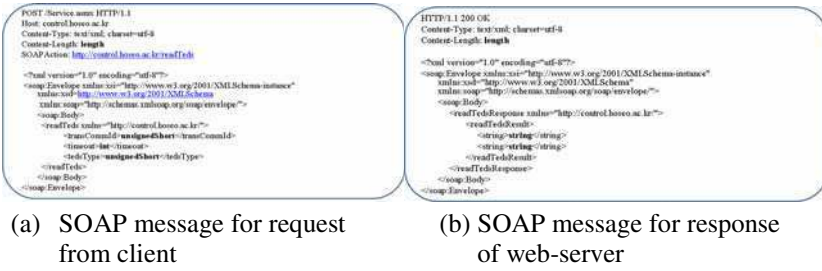 POST /Service.asmx HTTP/1.1
Host: control.hoseo.ac.kr
Content-Type: text/xml; charset=utf-8
Content-Length: length
SOAPAction: http://control.hoseo.ac.kr/readTeds
<?xml version="1.0" encoding="utf-8"?>
<soap:Envelope xmlns:xsi="http://www.w3.org/2001/XMLSchema-instance"
xmlns:xsd=http://www.w3.org/2001/XMLSchema
xmlns:soap="http://schemas.xmlsoap.org/soap/envelope/">
<soap:Body>
<readTeds xmlns="http://control.hoseo.ac.kr/">
<transCommId>unsignedShort</transCommId>
<timeout>int</timeout>
<tedsType>unsignedShort</tedsType>
</readTeds>
</soap:Body>
</soap:Envelope>
(a) SOAP message for request
from client
HTTP/1.1 200 OK
Content-Type: text/xml; charset=utf-8
Content-Length: length
<?xml version="1.0" encoding="utf-8"?>
<soap:Envelope xmlns:xsi="http://www.w3.org/2001/XMLSchema-instance"
xmlns:xsd="http://www.w3.org/2001/XMLSchema"
xmlns:soap="http://schemas.xmlsoap.org/soap/envelope/">
<soap:Body>
<readTedsResponse xmlns="http://control.hoseo.ac.kr/">
<readTedsResult>
<string>string</string>
<string>string</string>
</readTedsResult>
</readTedsResponse>
</soap:Body>
</soap:Envelope>
(b) SOAP message for response
of web-server